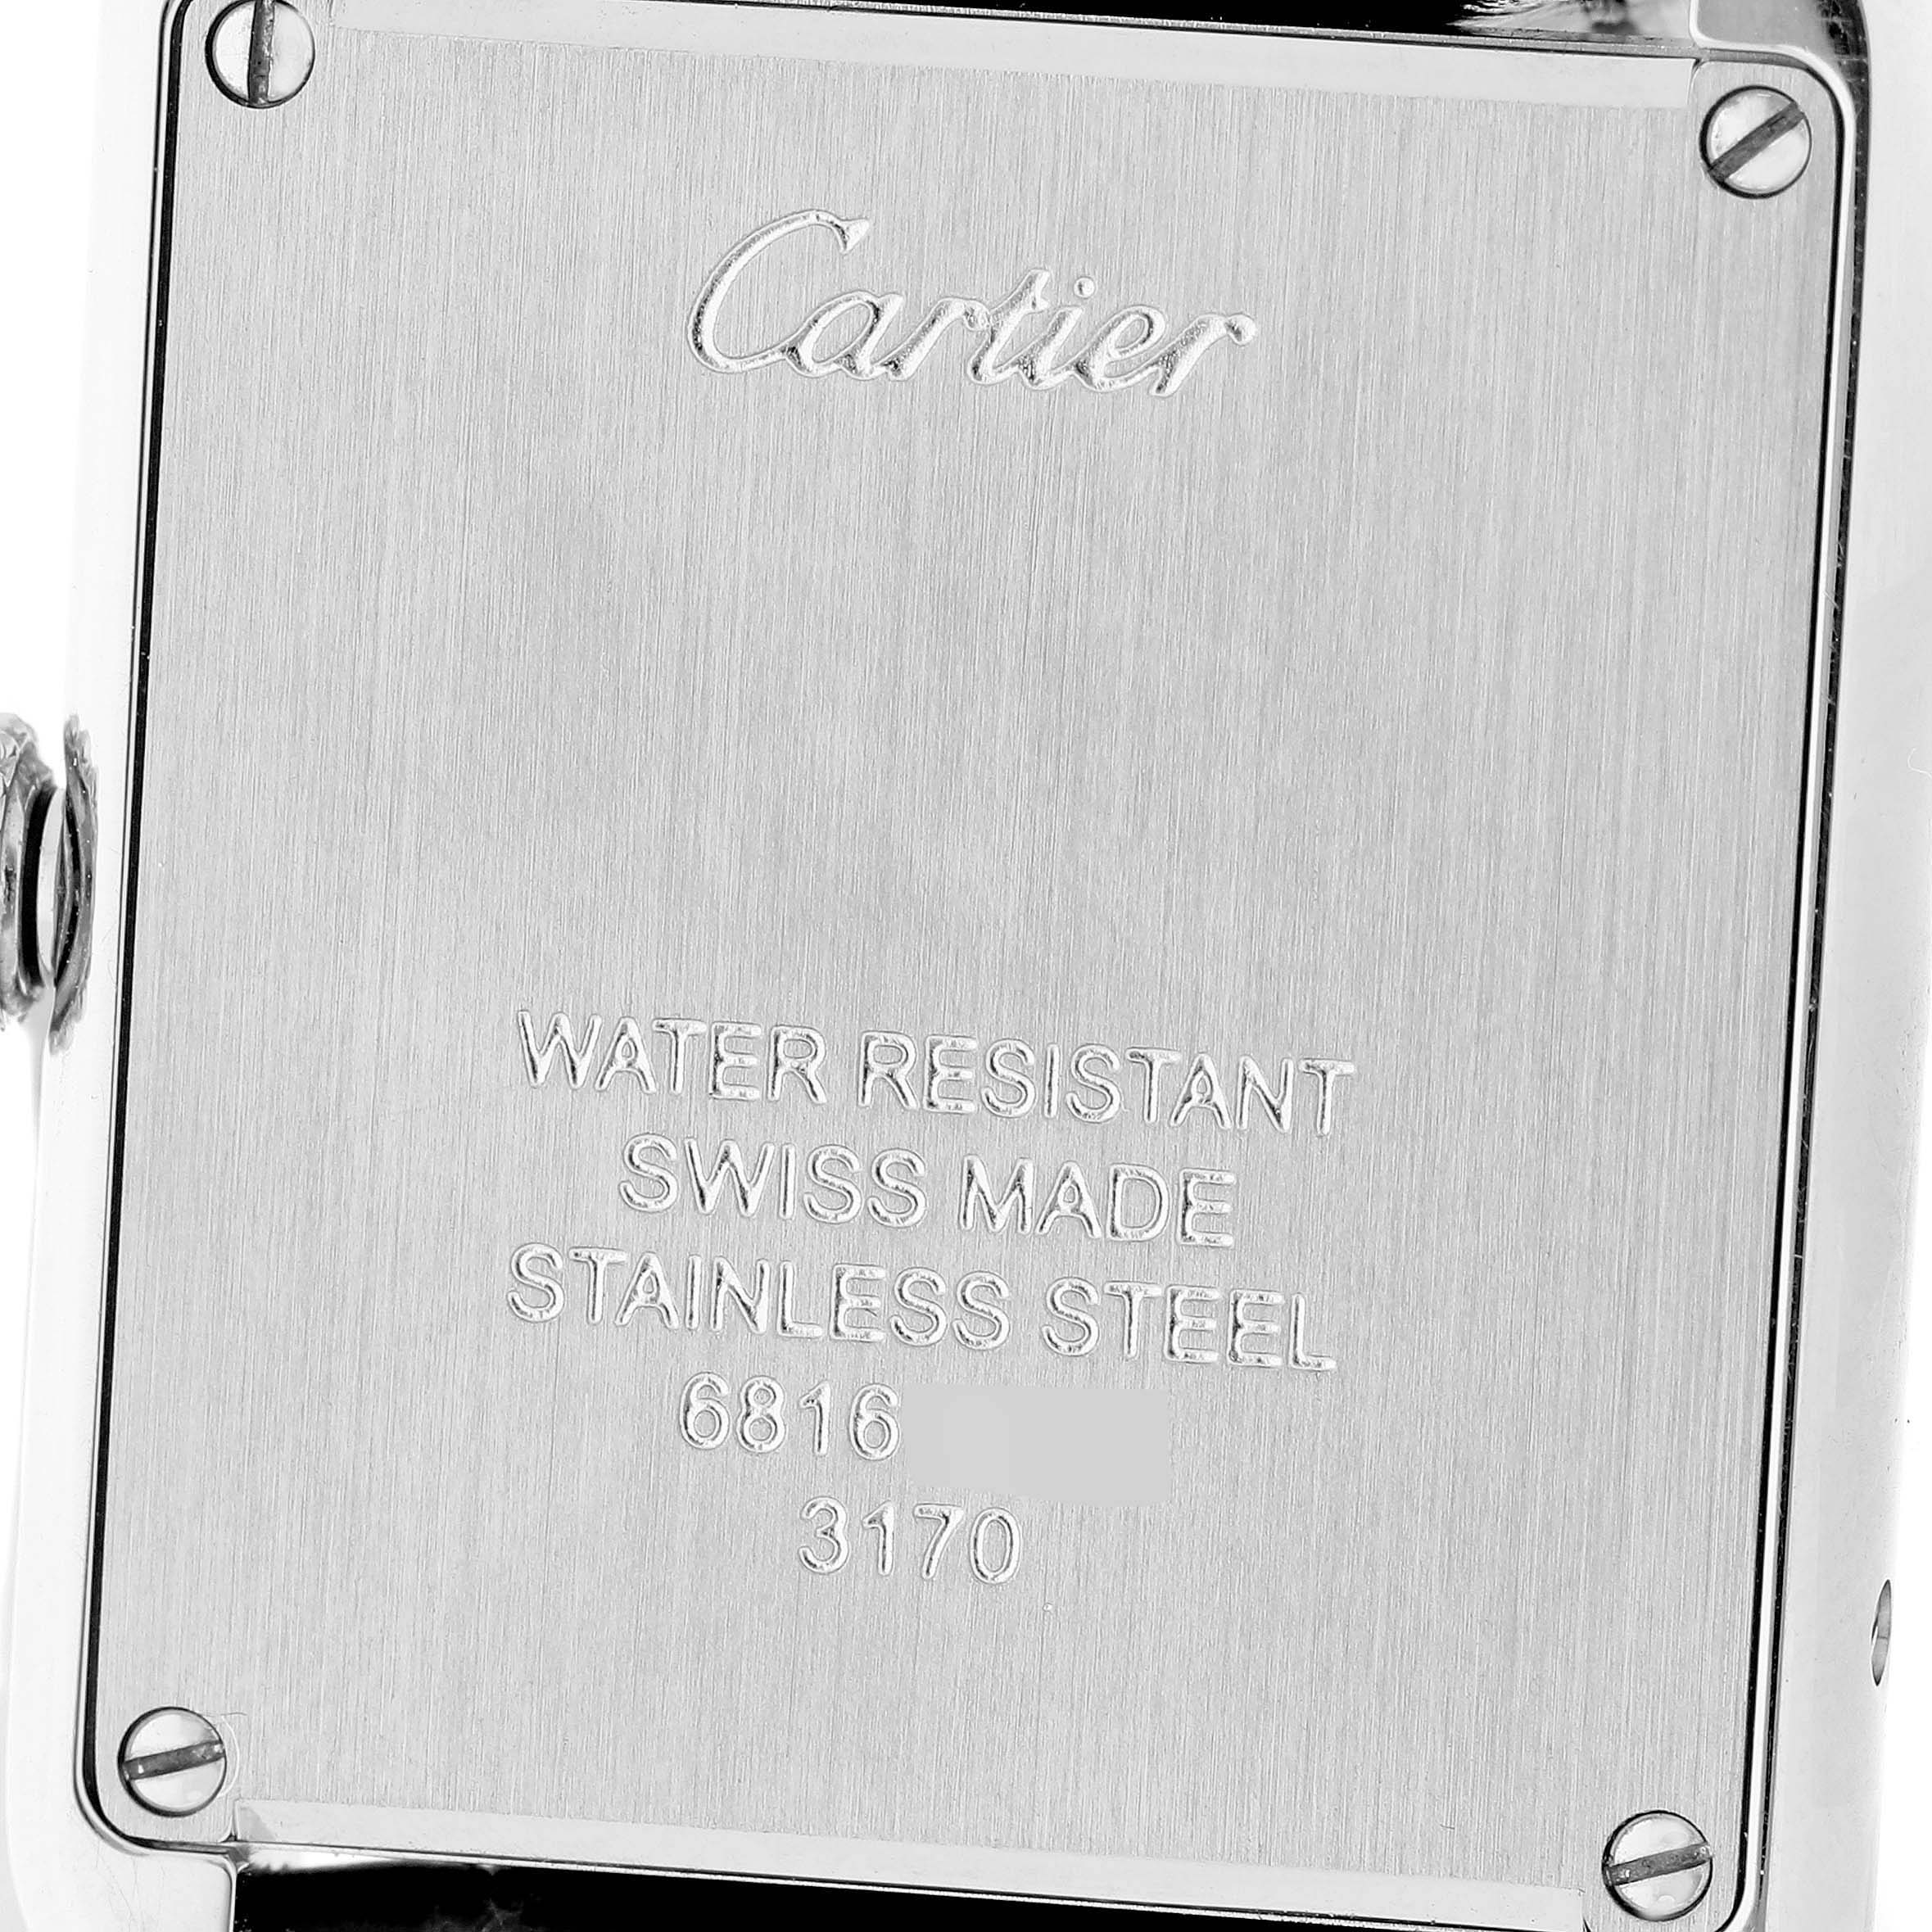 Cartier
WATER RESISTANT
SWISS MADE
STAINLESS STEEL
6816
3170